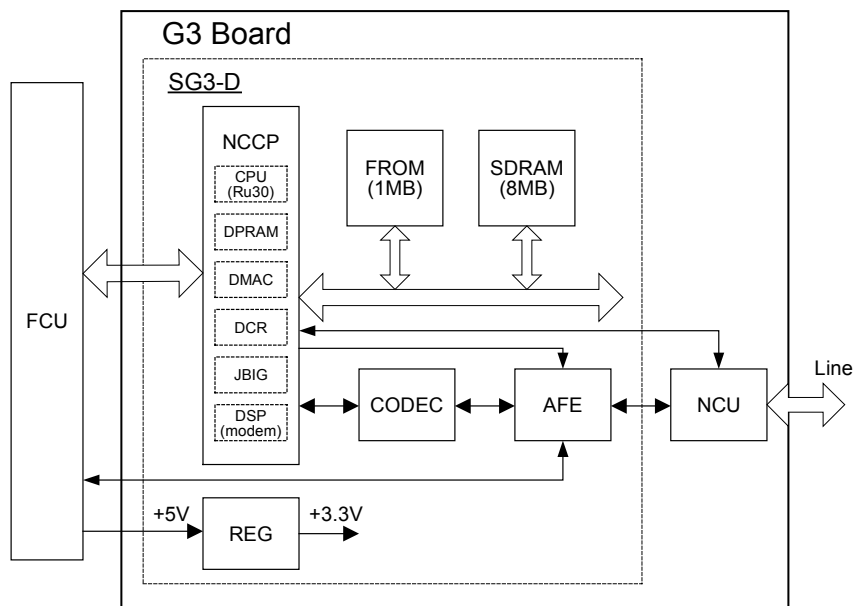 G3 Board
SG3-D
NCCP
CPU
(Ru30)
DPRAM
DMAC
DCR
JBIG
DSP
(modem)
FROM
(1MB)
SDRAM
(8MB)
FCU
CODEC
AFE
NCU
Line
+5V
REG
+3.3V